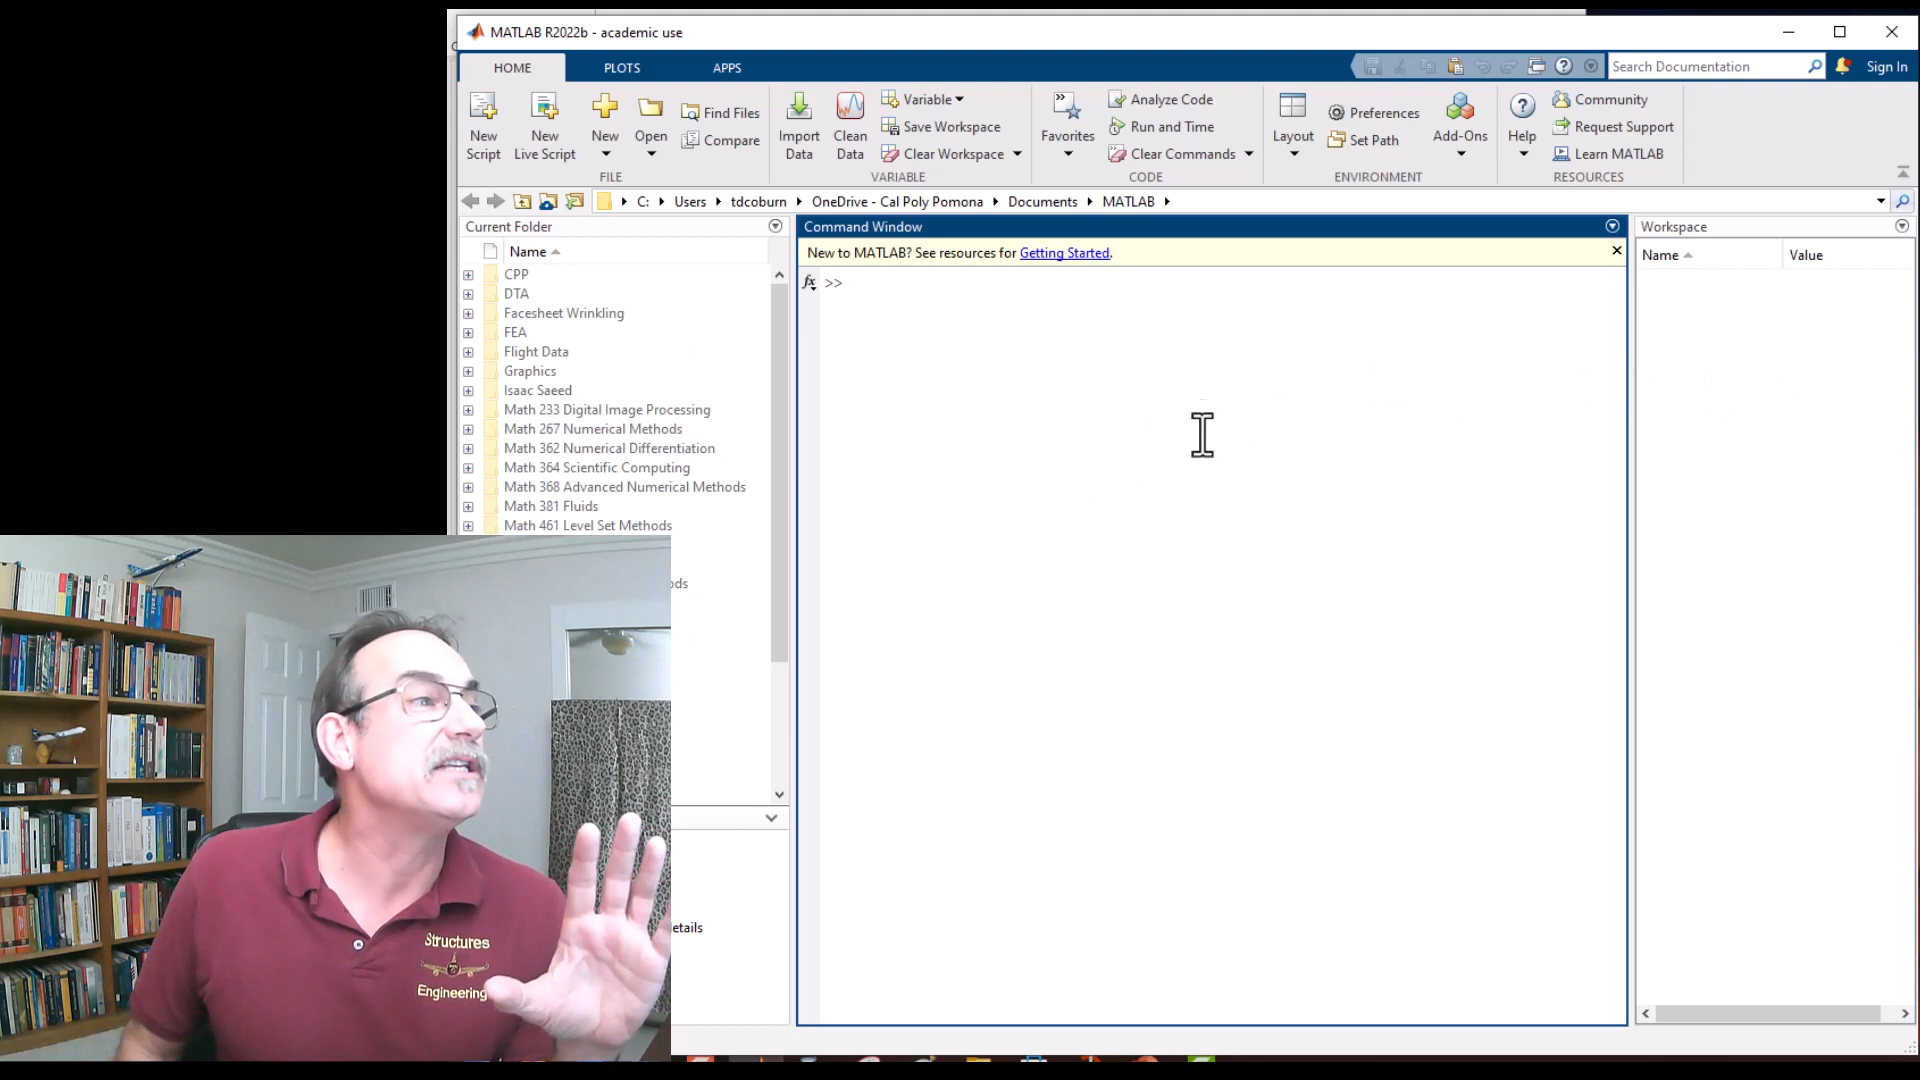 MATLAB R2022b - academic use
HOME PLOTS APPS
Search Documentation
Sign In
New Script
New Live Script
New
Open
Find Files
Compare
FILE
Import Data
Clean Data
Variable
Save Workspace
Clear Workspace
VARIABLE
Favorites
Analyze Code
Run and Time
Clear Commands
CODE
Layout
Preferences
Set Path
Add-Ons
ENVIRONMENT
Help
Community
Request Support
Learn MATLAB
RESOURCES
C: Users tdcoburn OneDrive - Cal Poly Pomona Documents MATLAB
Current Folder
Name
CPP
DTA
Facesheet Wrinkling
FEA
Flight Data
Graphics
Isaac Saeed
Math 233 Digital Image Processing
Math 267 Numerical Methods
Math 362 Numerical Differentiation
Math 364 Scientific Computing
Math 368 Advanced Numerical Methods
Math 381 Fluids
Math 461 Level Set Methods
ods
etails
Command Window
New to MATLAB? See resources for Getting Started.
fx >>
Workspace
Name Value
Structures
Engineering